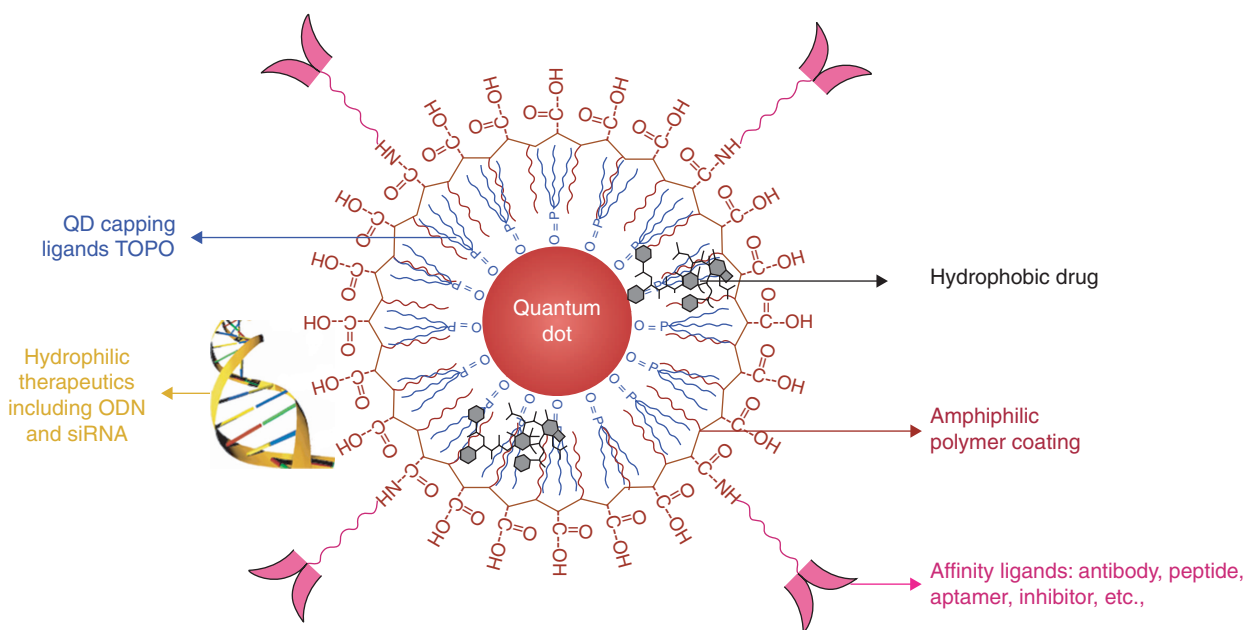 QD capping
ligands TOPO
Quantum
dot
Hydrophobic drug
Hydrophilic
therapeutics
including ODN
and siRNA
Amphiphilic
polymer coating
Affinity ligands: antibody, peptide,
aptamer, inhibitor, etc.,